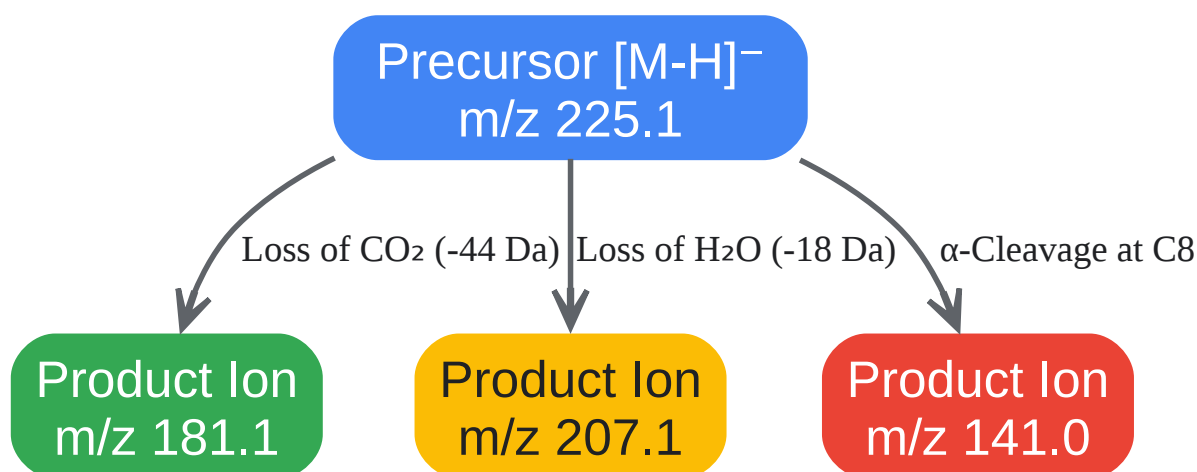 Precursor [M-H]⁻
m/z 225.1
Loss of CO₂ (-44 Da)
Loss of H₂O (-18 Da)
α-Cleavage at C8
Product Ion
m/z 181.1
Product Ion
m/z 207.1
Product Ion
m/z 141.0